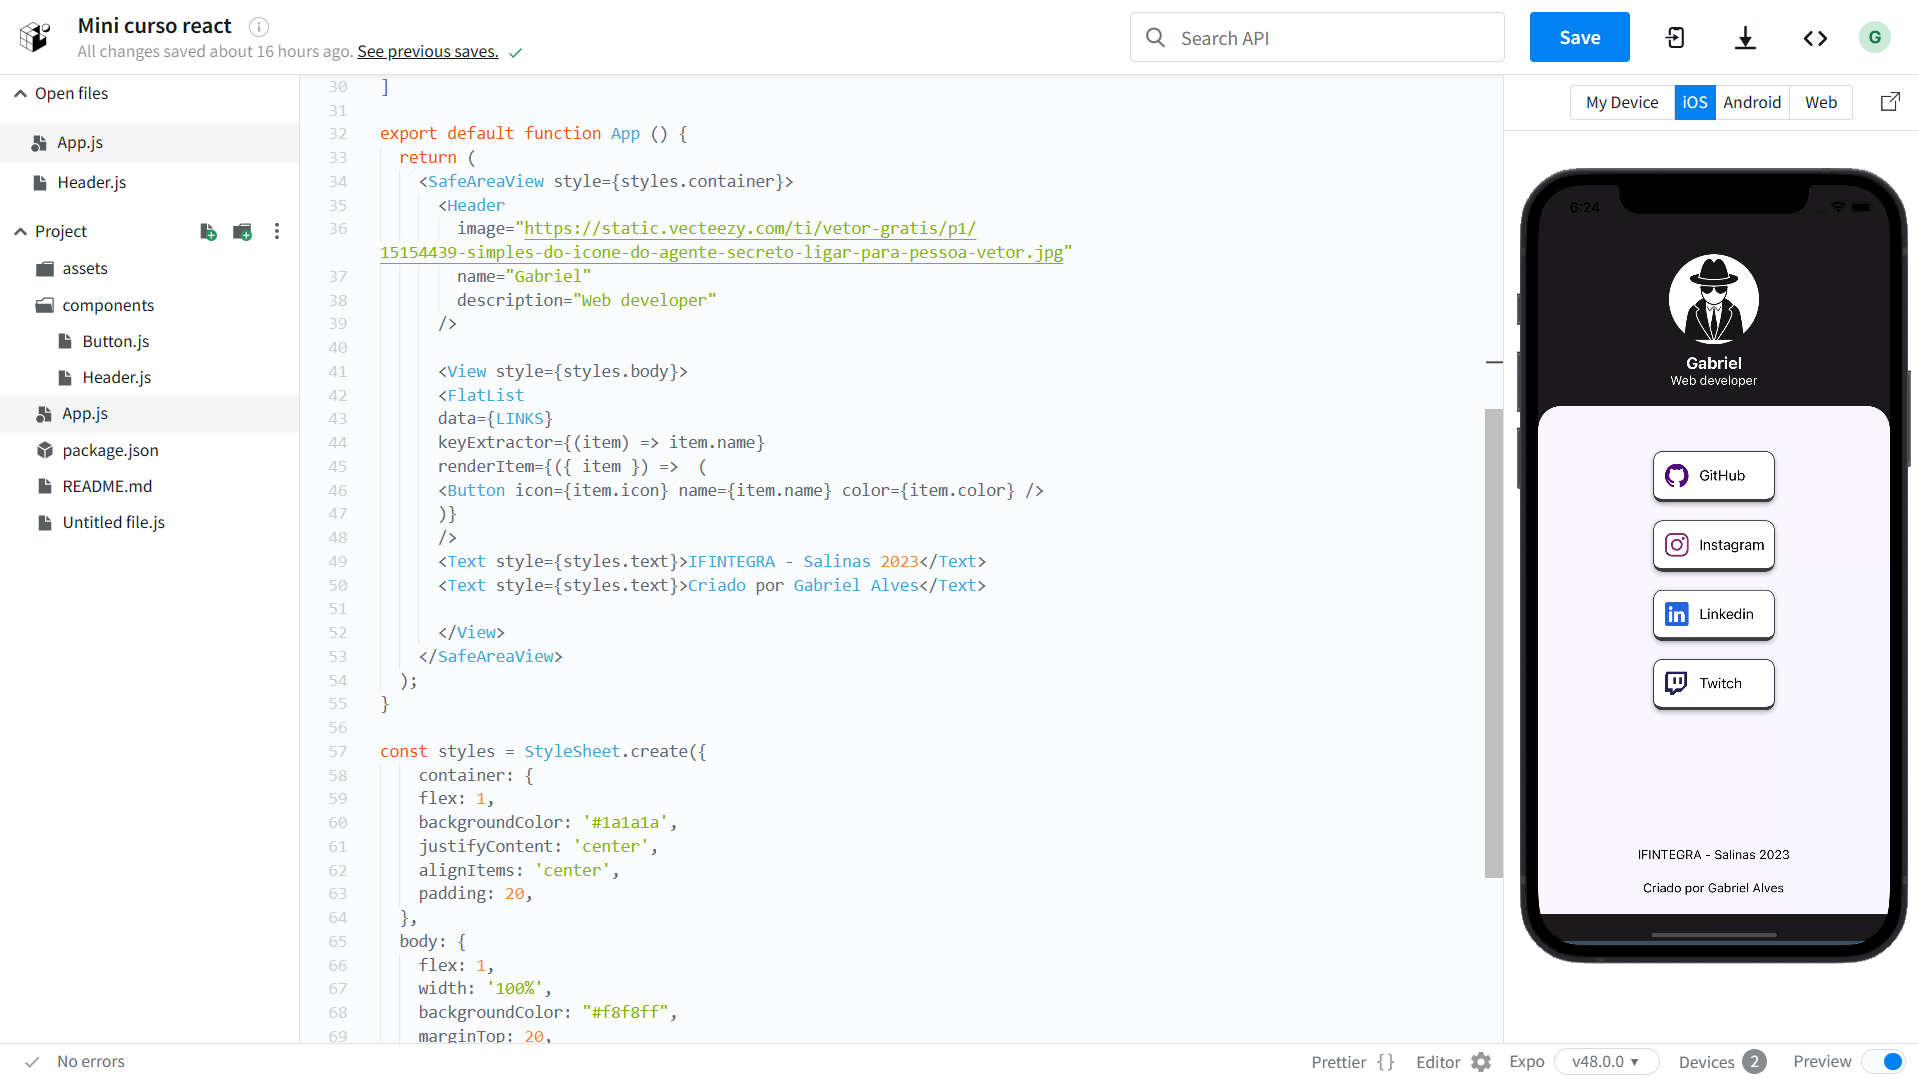 Mini curso react
All changes saved about 16 hours ago. See previous saves.
Search API
Save
G
Open files
App.js
Header.js
Project
assets
components
Button.js
Header.js
App.js
package.json
README.md
Untitled file.js
30 ]
31
32 export default function App () {
33 return (
34 <SafeAreaView style={styles.container}>
35 <Header
36 image="https://static.vecteezy.com/ti/vetor-gratis/p1/
15154439-simples-do-icone-do-agente-secreto-ligar-para-pessoa-vetor.jpg"
37 name="Gabriel"
38 description="Web developer"
39 />
40
41 <View style={styles.body}>
42 <FlatList
43 data={LINKS}
44 keyExtractor={(item) => item.name}
45 renderItem={({ item }) =>  (
46 <Button icon={item.icon} name={item.name} color={item.color} />
47 )}
48 />
49 <Text style={styles.text}>IFINTEGRA - Salinas 2023</Text>
50 <Text style={styles.text}>Criado por Gabriel Alves</Text>
51
52 </View>
53 </SafeAreaView>
54 );
55 }
56
57 const styles = StyleSheet.create({
58 container: {
59 flex: 1,
60 backgroundColor: '#1a1a1a',
61 justifyContent: 'center',
62 alignItems: 'center',
63 padding: 20,
64 },
65 body: {
66 flex: 1,
67 width: '100%',
68 backgroundColor: "#f8f8ff",
69 marginTop: 20,
My Device iOS Android Web
6:24
Gabriel
Web developer
GitHub
Instagram
Linkedin
Twitch
IFINTEGRA - Salinas 2023
Criado por Gabriel Alves
No errors
Prettier {} Editor Expo v48.0.0 Devices 2 Preview